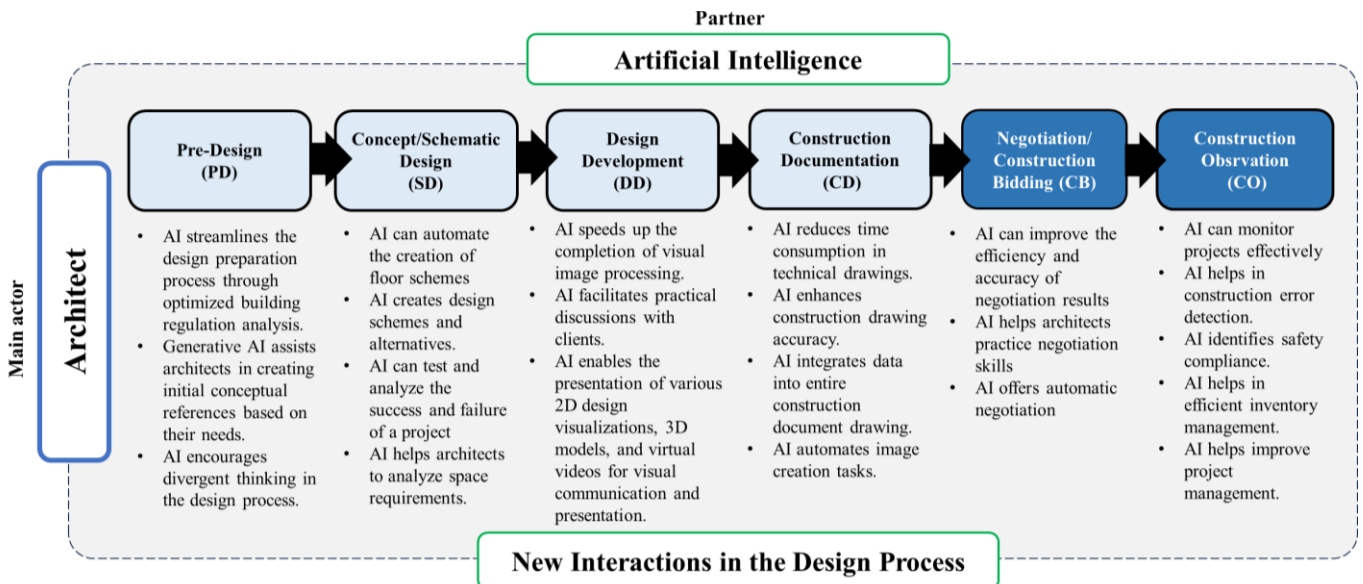 Partner
Artificial Intelligence
Main actor
Architect
Pre-Design
(PD)
Concept/Schematic
Design
(SD)
Design
Development
(DD)
Construction
Documentation
(CD)
Negotiation/
Construction
Bidding (CB)
Construction
Obsrvation
(CO)
• AI streamlines the
design preparation
process through
optimized building
regulation analysis.
• Generative AI assists
architects in creating
initial conceptual
references based on
their needs.
• AI encourages
divergent thinking in
the design process.
• AI can automate
the creation of
floor schemes
• AI creates design
schemes and
alternatives.
• AI can test and
analyze the
success and failure
of a project
• AI helps architects
to analyze space
requirements.
• AI speeds up the
completion of visual
image processing.
• AI facilitates practical
discussions with
clients.
• AI enables the
presentation of various
2D design
visualizations, 3D
models, and virtual
videos for visual
communication and
presentation.
• AI reduces time
consumption in
technical drawings.
• AI enhances
construction drawing
accuracy.
• AI integrates data
into entire
construction
document drawing.
• AI automates image
creation tasks.
• AI can improve the
efficiency and
accuracy of
negotiation results
• AI helps architects
practice negotiation
skills
• AI offers automatic
negotiation
• AI can monitor
projects effectively
• AI helps in
construction error
detection.
• AI identifies safety
compliance.
• AI helps in
efficient inventory
management.
• AI helps improve
project
management.
New Interactions in the Design Process